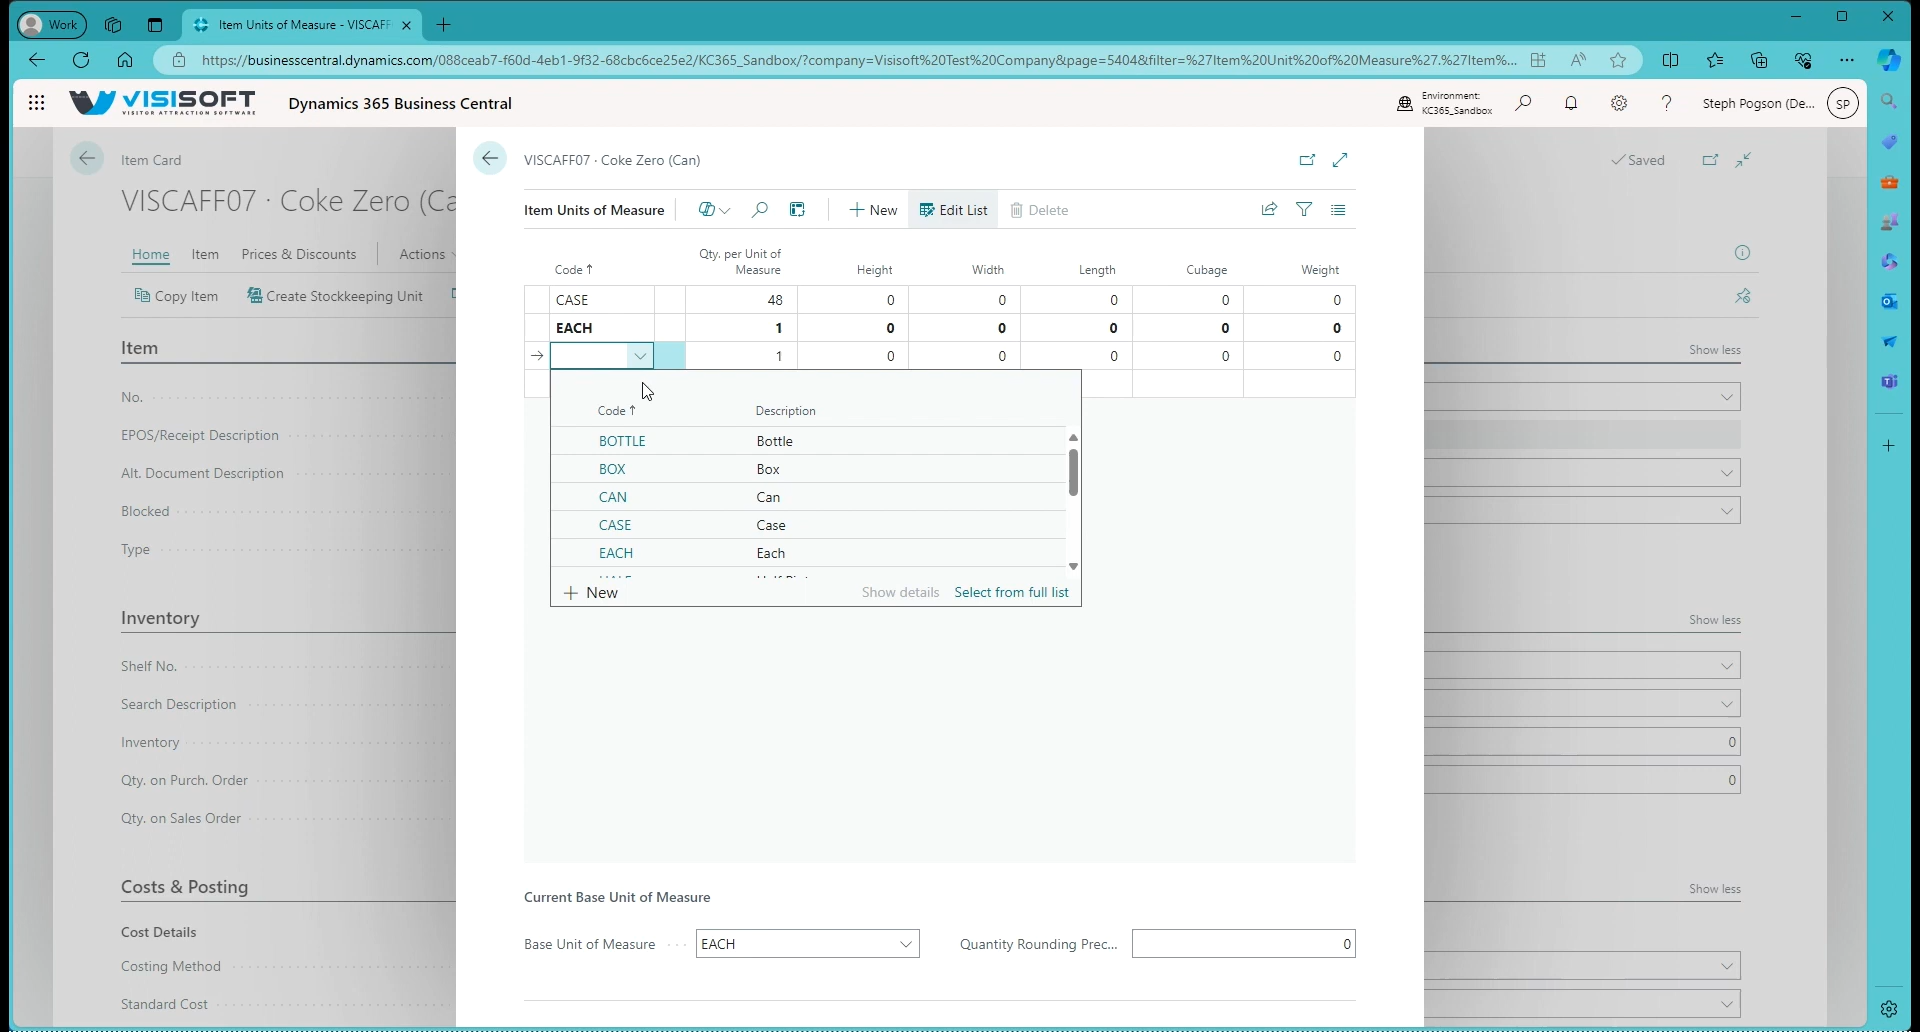 Work
Item Units of Measure - VISCAFF
https://businesscentral.dynamics.com/088ceab7-f60d-4eb1-9f32-68cbc6ce25e2/KC365_Sandbox/?company=Visisoft%20Test%20Company&page=5404&filter=%27Item%20Unit%20of%20Measure%27.%27Item%...
VISISOFT
VISITOR ATTRACTION SOFTWARE
Dynamics 365 Business Central
Environment:
KC365_Sandbox
Steph Pogson (De...
SP
Item Card
VISCAFF07 · Coke Zero (Ca
Saved
Home Item Prices & Discounts Actions
Copy Item Create Stockkeeping Unit
Item
Show less
No.
EPOS/Receipt Description
Alt. Document Description
Blocked
Type
Inventory
Show less
Shelf No.
Search Description
Inventory 0
Qty. on Purch. Order 0
Qty. on Sales Order
Costs & Posting
Show less
Cost Details
Costing Method
Standard Cost
VISCAFF07 · Coke Zero (Can)
Item Units of Measure
+ New Edit List Delete
Code ↑ Qty. per Unit of Measure Height Width Length Cubage Weight
CASE 48 0 0 0 0 0
EACH 1 0 0 0 0 0
→ 1 0 0 0 0 0
Code ↑ Description
BOTTLE Bottle
BOX Box
CAN Can
CASE Case
EACH Each
+ New Show details Select from full list
Current Base Unit of Measure
Base Unit of Measure EACH Quantity Rounding Prec... 0